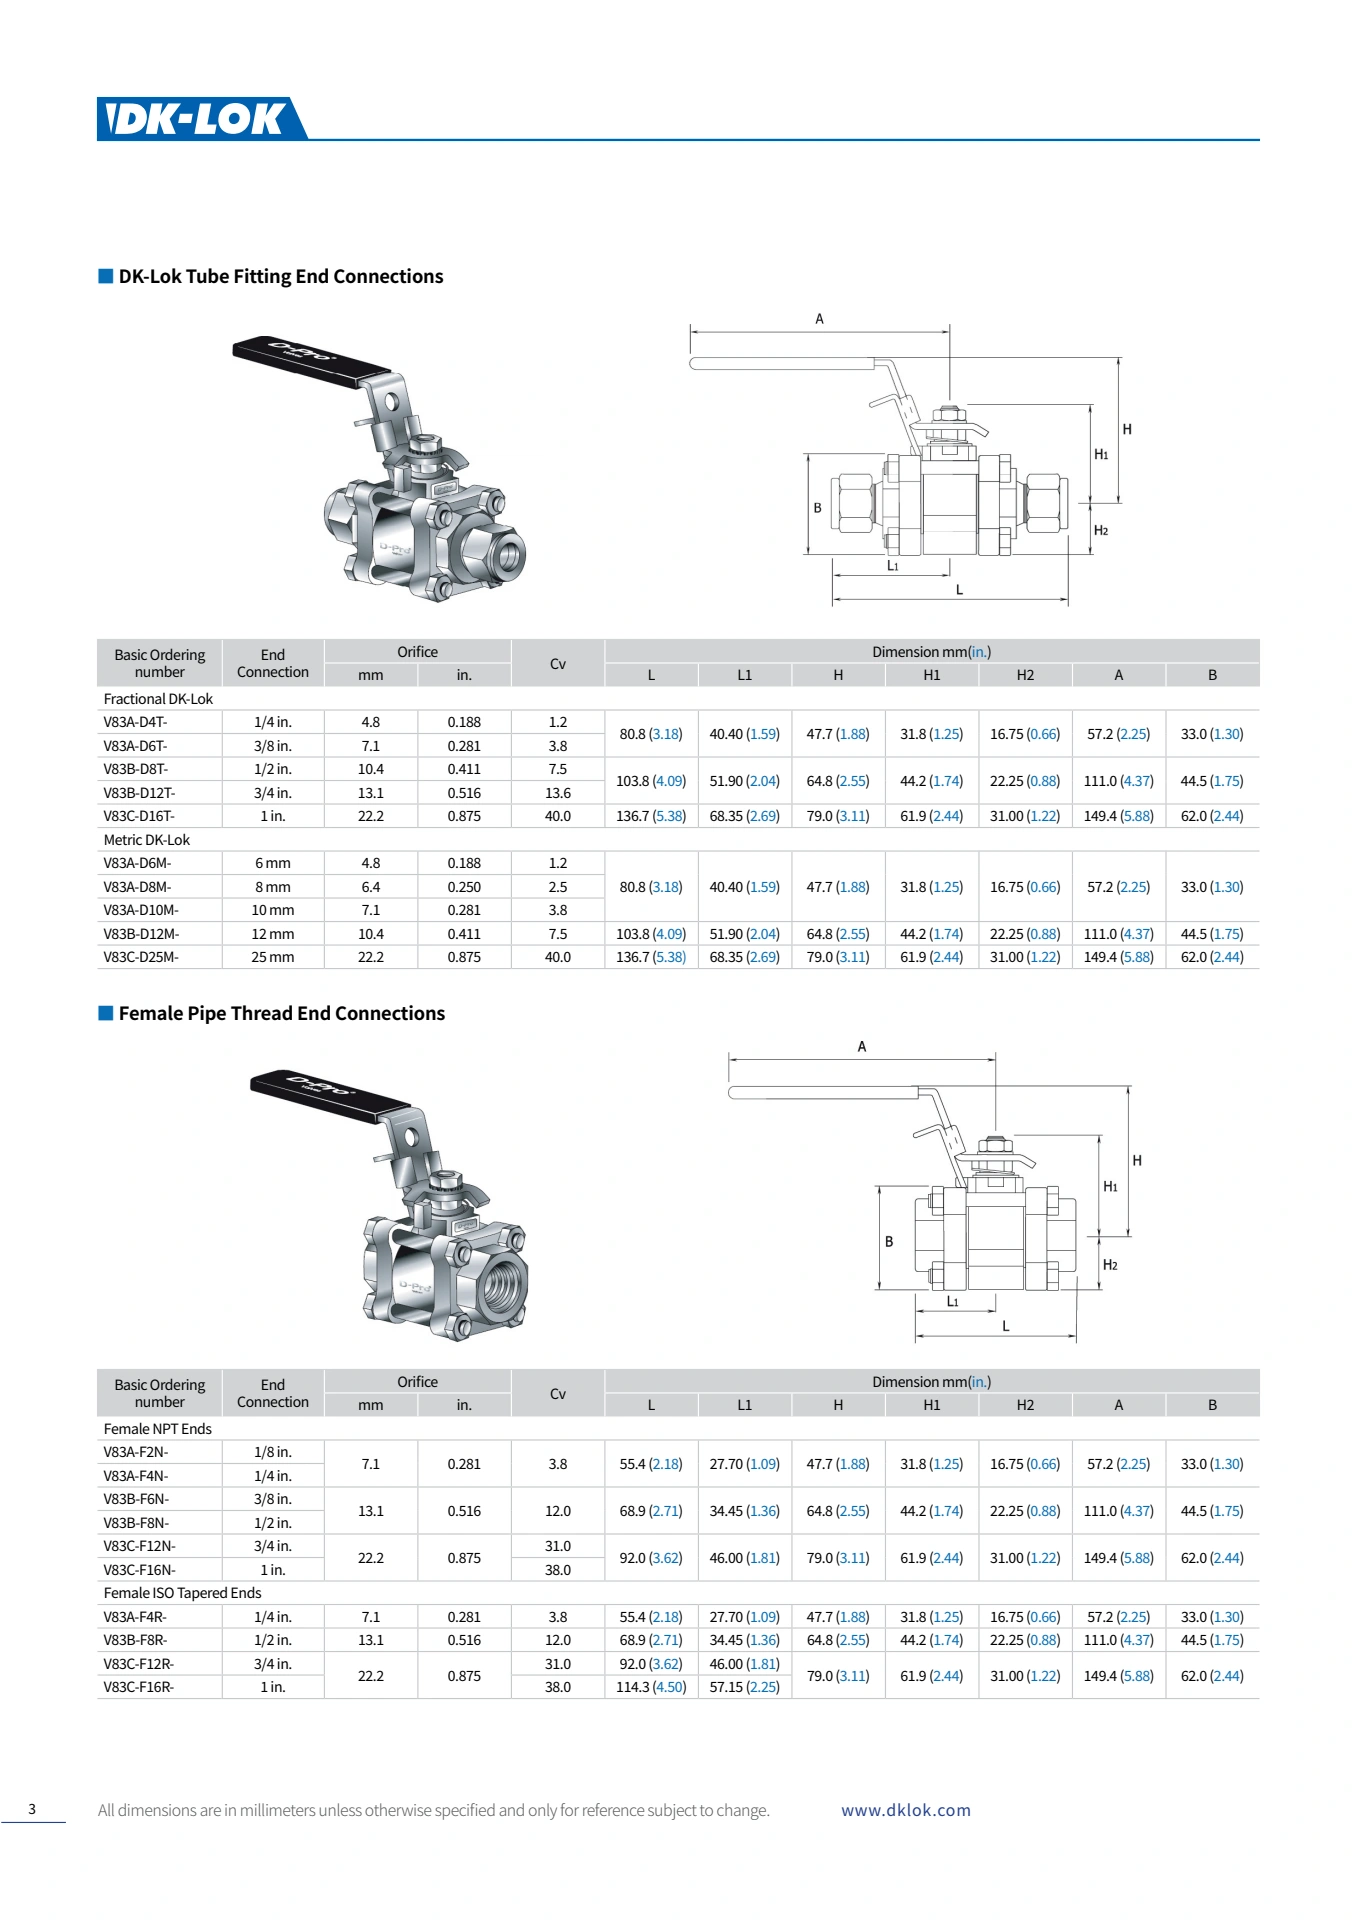 DK-LOK
DK-Lok Tube Fitting End Connections
D-Pro®
Valves
D-Pro®
A
H
H1
B
H2
L1
L
Basic Ordering number End Connection Orifice Cv Dimension mm(in.)
mm in. L L1 H H1 H2 A B
Fractional DK-Lok
V83A-D4T- 1/4 in. 4.8 0.188 1.2 80.8 (3.18) 40.40 (1.59) 47.7 (1.88) 31.8 (1.25) 16.75 (0.66) 57.2 (2.25) 33.0 (1.30)
V83A-D6T- 3/8 in. 7.1 0.281 3.8
V83B-D8T- 1/2 in. 10.4 0.411 7.5 103.8 (4.09) 51.90 (2.04) 64.8 (2.55) 44.2 (1.74) 22.25 (0.88) 111.0 (4.37) 44.5 (1.75)
V83B-D12T- 3/4 in. 13.1 0.516 13.6
V83C-D16T- 1 in. 22.2 0.875 40.0 136.7 (5.38) 68.35 (2.69) 79.0 (3.11) 61.9 (2.44) 31.00 (1.22) 149.4 (5.88) 62.0 (2.44)
Metric DK-Lok
V83A-D6M- 6 mm 4.8 0.188 1.2
V83A-D8M- 8 mm 6.4 0.250 2.5 80.8 (3.18) 40.40 (1.59) 47.7 (1.88) 31.8 (1.25) 16.75 (0.66) 57.2 (2.25) 33.0 (1.30)
V83A-D10M- 10 mm 7.1 0.281 3.8
V83B-D12M- 12 mm 10.4 0.411 7.5 103.8 (4.09) 51.90 (2.04) 64.8 (2.55) 44.2 (1.74) 22.25 (0.88) 111.0 (4.37) 44.5 (1.75)
V83C-D25M- 25 mm 22.2 0.875 40.0 136.7 (5.38) 68.35 (2.69) 79.0 (3.11) 61.9 (2.44) 31.00 (1.22) 149.4 (5.88) 62.0 (2.44)
Female Pipe Thread End Connections
D-Pro®
Valves
D-Pro®
A
H
H1
B
H2
L1
L
Basic Ordering number End Connection Orifice Cv Dimension mm(in.)
mm in. L L1 H H1 H2 A B
Female NPT Ends
V83A-F2N- 1/8 in. 7.1 0.281 3.8 55.4 (2.18) 27.70 (1.09) 47.7 (1.88) 31.8 (1.25) 16.75 (0.66) 57.2 (2.25) 33.0 (1.30)
V83A-F4N- 1/4 in.
V83B-F6N- 3/8 in. 13.1 0.516 12.0 68.9 (2.71) 34.45 (1.36) 64.8 (2.55) 44.2 (1.74) 22.25 (0.88) 111.0 (4.37) 44.5 (1.75)
V83B-F8N- 1/2 in.
V83C-F12N- 3/4 in. 22.2 0.875 31.0 92.0 (3.62) 46.00 (1.81) 79.0 (3.11) 61.9 (2.44) 31.00 (1.22) 149.4 (5.88) 62.0 (2.44)
V83C-F16N- 1 in. 38.0
Female ISO Tapered Ends
V83A-F4R- 1/4 in. 7.1 0.281 3.8 55.4 (2.18) 27.70 (1.09) 47.7 (1.88) 31.8 (1.25) 16.75 (0.66) 57.2 (2.25) 33.0 (1.30)
V83B-F8R- 1/2 in. 13.1 0.516 12.0 68.9 (2.71) 34.45 (1.36) 64.8 (2.55) 44.2 (1.74) 22.25 (0.88) 111.0 (4.37) 44.5 (1.75)
V83C-F12R- 3/4 in. 22.2 0.875 31.0 92.0 (3.62) 46.00 (1.81) 79.0 (3.11) 61.9 (2.44) 31.00 (1.22) 149.4 (5.88) 62.0 (2.44)
V83C-F16R- 1 in. 38.0 114.3 (4.50) 57.15 (2.25)
3 All dimensions are in millimeters unless otherwise specified and only for reference subject to change. www.dklok.com